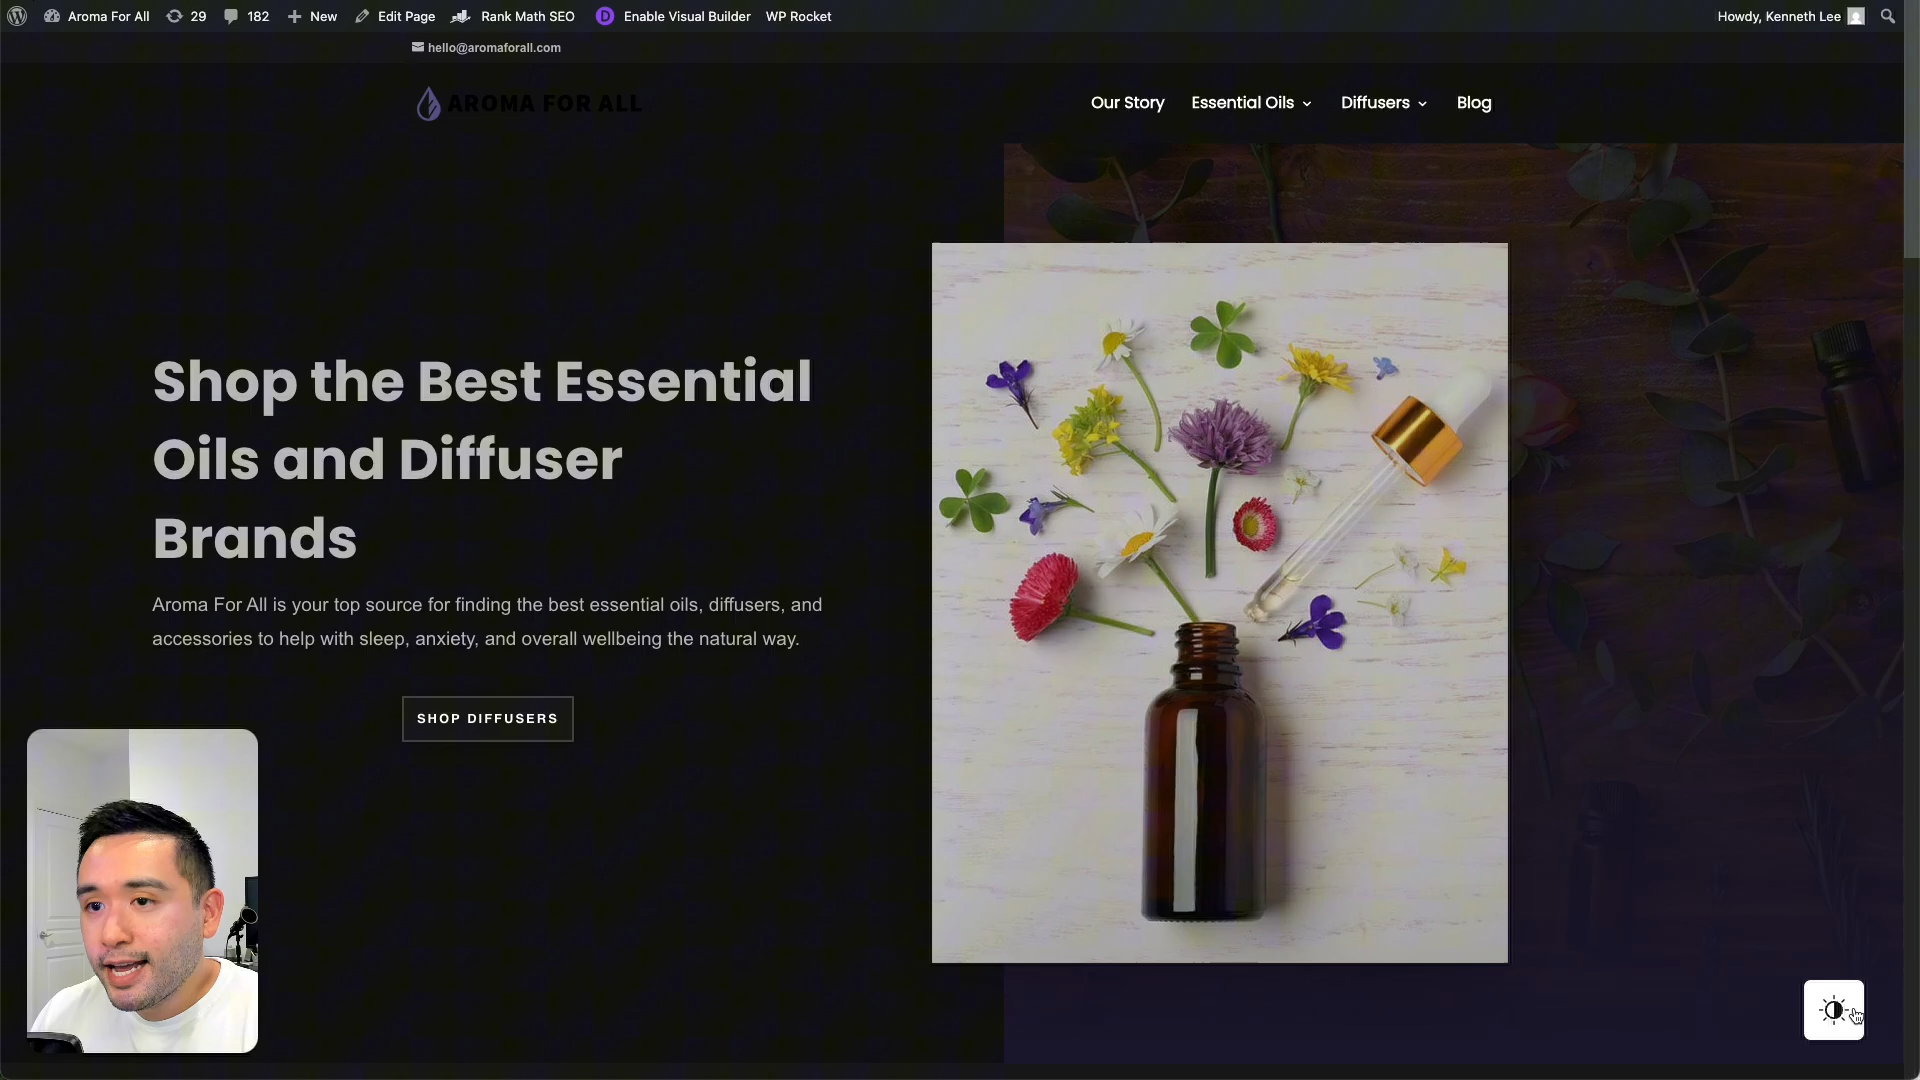 Aroma For All 29 182 New Edit Page Rank Math SEO D Enable Visual Builder WP Rocket Howdy, Kenneth Lee
hello@aromaforall.com
AROMA FOR ALL
Our Story Essential Oils Diffusers Blog
Shop the Best Essential
Oils and Diffuser
Brands
Aroma For All is your top source for finding the best essential oils, diffusers, and
accessories to help with sleep, anxiety, and overall wellbeing the natural way.
SHOP DIFFUSERS